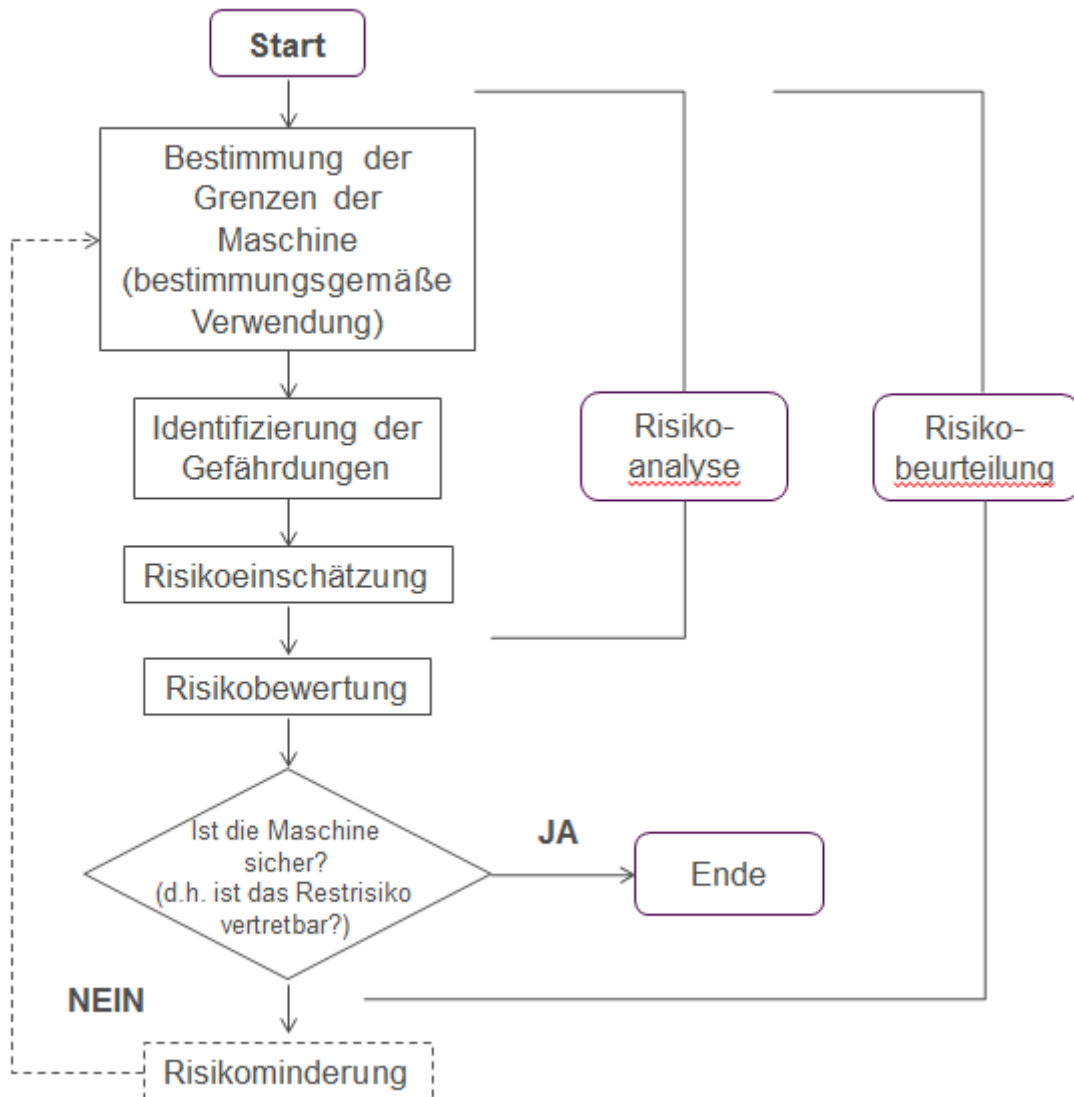 Start
Bestimmung der
Grenzen der
Maschine
(bestimmungsgemäße
Verwendung)
Identifizierung der
Gefährdungen
Risiko-
analyse
Risiko-
beurteilung
Risikoeinschätzung
Risikobewertung
Ist die Maschine
sicher?
(d.h. ist das Restrisiko
vertretbar?)
JA
Ende
NEIN
Risikominderung